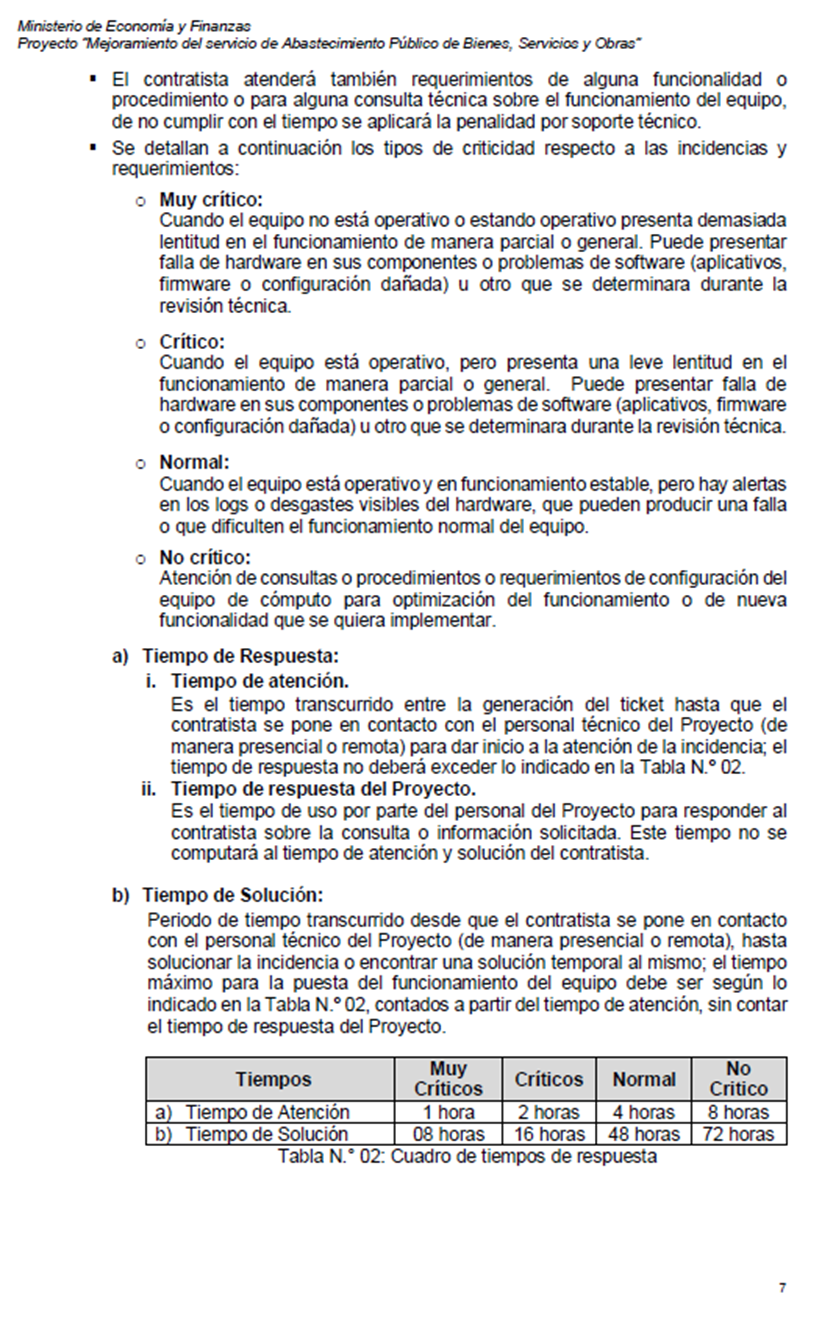 Ministerio de Economía y Finanzas
Proyecto "Mejoramiento del servicio de Abastecimiento Público de Bienes, Servicios y Obras"
▪ El contratista atenderá también requerimientos de alguna funcionalidad o
procedimiento o para alguna consulta técnica sobre el funcionamiento del equipo,
de no cumplir con el tiempo se aplicará la penalidad por soporte técnico.
▪ Se detallan a continuación los tipos de criticidad respecto a las incidencias y
requerimientos:
o Muy crítico:
Cuando el equipo no está operativo o estando operativo presenta demasiada
lentitud en el funcionamiento de manera parcial o general. Puede presentar
falla de hardware en sus componentes o problemas de software (aplicativos,
firmware o configuración dañada) u otro que se determinara durante la
revisión técnica.
o Crítico:
Cuando el equipo está operativo, pero presenta una leve lentitud en el
funcionamiento de manera parcial o general. Puede presentar falla de
hardware en sus componentes o problemas de software (aplicativos, firmware
o configuración dañada) u otro que se determinara durante la revisión técnica.
o Normal:
Cuando el equipo está operativo y en funcionamiento estable, pero hay alertas
en los logs o desgastes visibles del hardware, que pueden producir una falla
o que dificulten el funcionamiento normal del equipo.
o No crítico:
Atención de consultas o procedimientos o requerimientos de configuración del
equipo de cómputo para optimización del funcionamiento o de nueva
funcionalidad que se quiera implementar.
a) Tiempo de Respuesta:
i. Tiempo de atención.
Es el tiempo transcurrido entre la generación del ticket hasta que el
contratista se pone en contacto con el personal técnico del Proyecto (de
manera presencial o remota) para dar inicio a la atención de la incidencia; el
tiempo de respuesta no deberá exceder lo indicado en la Tabla N.° 02.
ii. Tiempo de respuesta del Proyecto.
Es el tiempo de uso por parte del personal del Proyecto para responder al
contratista sobre la consulta o información solicitada. Este tiempo no se
computará al tiempo de atención y solución del contratista.
b) Tiempo de Solución:
Periodo de tiempo transcurrido desde que el contratista se pone en contacto
con el personal técnico del Proyecto (de manera presencial o remota), hasta
solucionar la incidencia o encontrar una solución temporal al mismo; el tiempo
máximo para la puesta del funcionamiento del equipo debe ser según lo
indicado en la Tabla N.° 02, contados a partir del tiempo de atención, sin contar
el tiempo de respuesta del Proyecto.
Tiempos Muy Críticos Críticos Normal No Critico
a) Tiempo de Atención 1 hora 2 horas 4 horas 8 horas
b) Tiempo de Solución 08 horas 16 horas 48 horas 72 horas
Tabla N.° 02: Cuadro de tiempos de respuesta
7